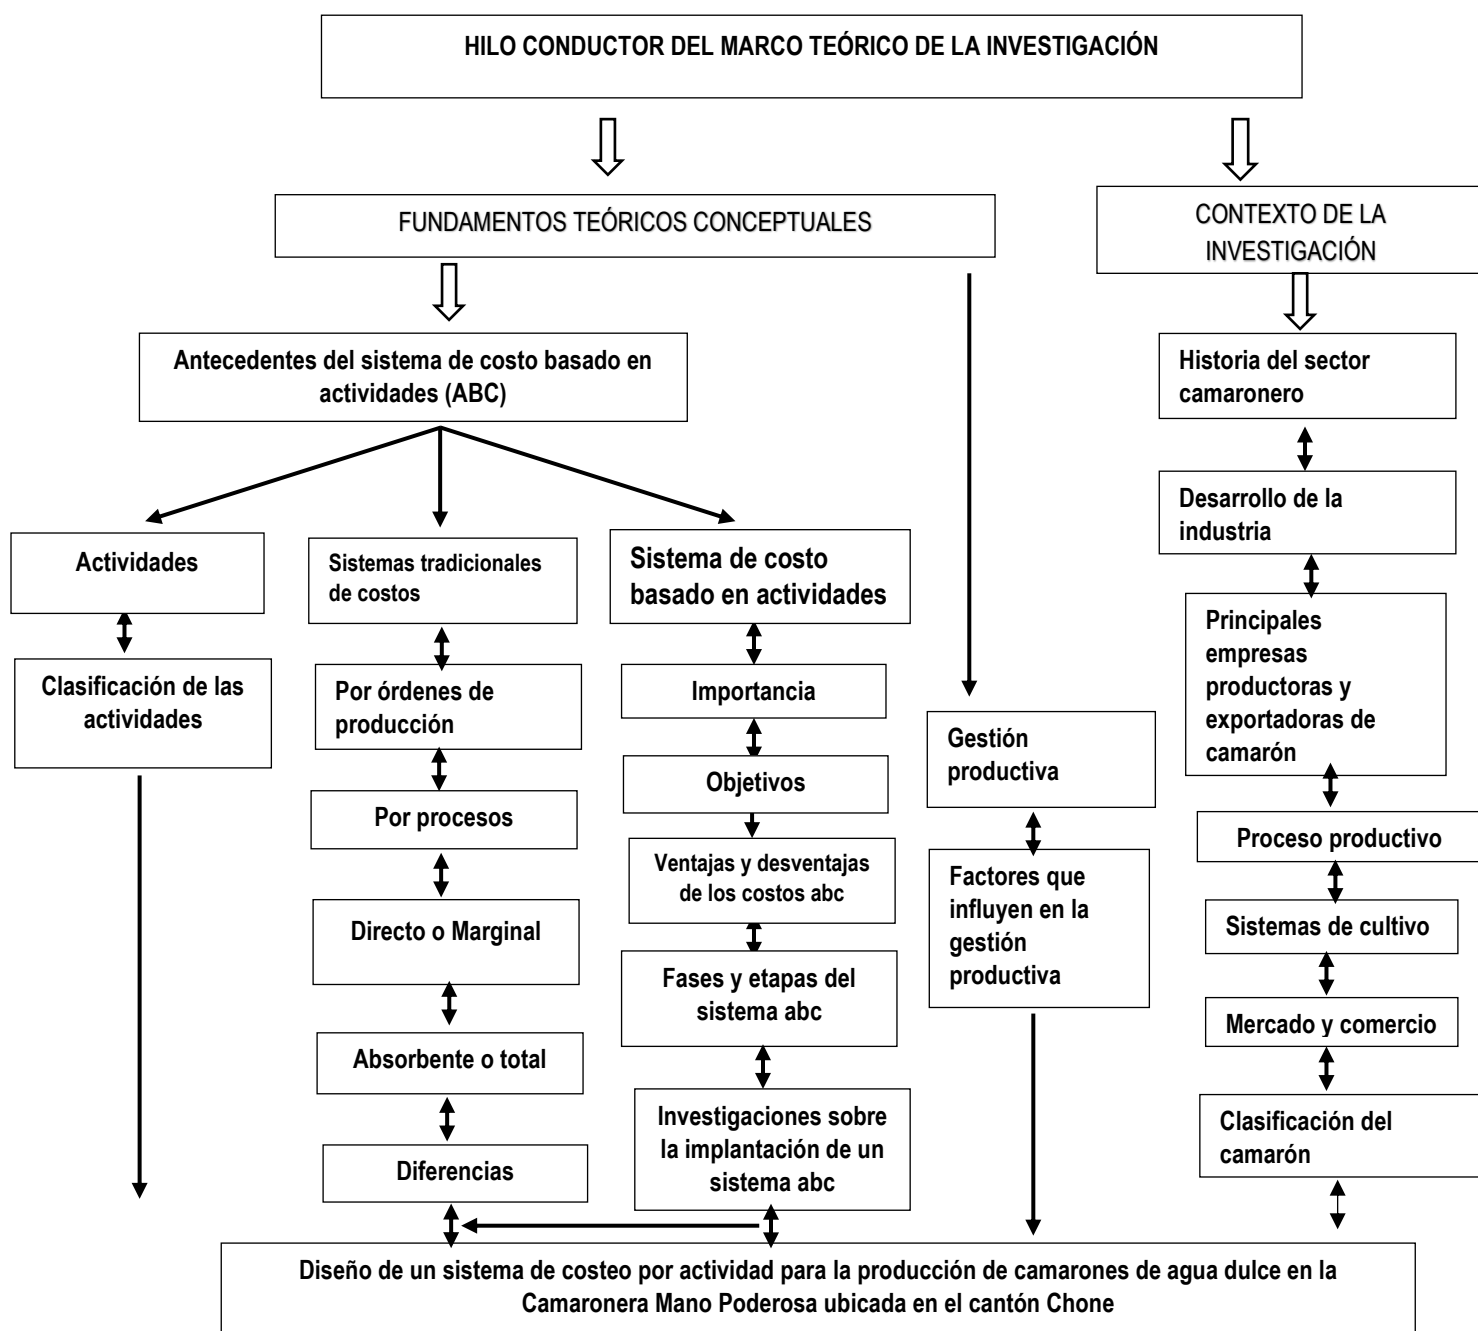 HILO CONDUCTOR DEL MARCO TEÓRICO DE LA INVESTIGACIÓN
FUNDAMENTOS TEÓRICOS CONCEPTUALES
CONTEXTO DE LA
INVESTIGACIÓN
Antecedentes del sistema de costo basado en
actividades (ABC)
Historia del sector
camaronero
Desarrollo de la
industria
Actividades
Sistemas tradicionales
de costos
Sistema de costo
basado en actividades
Principales
empresas
productoras y
exportadoras de
camarón
Clasificación de las
actividades
Por órdenes de
producción
Importancia
Gestión
productiva
Objetivos
Por procesos
Proceso productivo
Ventajas y desventajas
de los costos abc
Factores que
influyen en la
gestión
productiva
Directo o Marginal
Sistemas de cultivo
Fases y etapas del
sistema abc
Mercado y comercio
Absorbente o total
Investigaciones sobre
la implantación de un
sistema abc
Clasificación del
camarón
Diferencias
Diseño de un sistema de costeo por actividad para la producción de camarones de agua dulce en la
Camaronera Mano Poderosa ubicada en el cantón Chone